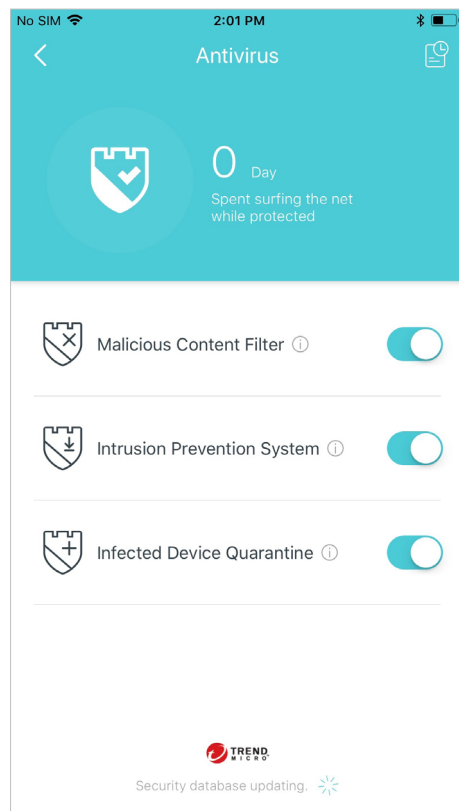 No SIM 2:01 PM
Antivirus
0 Day
Spent surfing the net
while protected
Malicious Content Filter
Intrusion Prevention System
Infected Device Quarantine
TREND
MICRO
Security database updating.